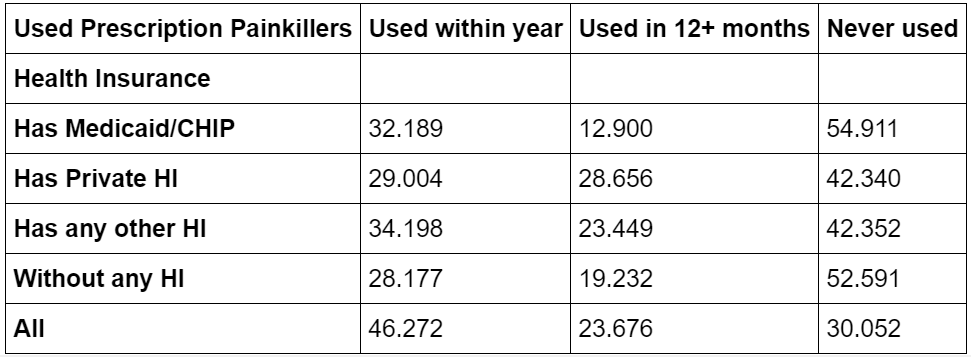 Used Prescription Painkillers Used within year Used in 12+ months Never used
Health Insurance
Has Medicaid/CHIP 32.189 12.900 54.911
Has Private HI 29.004 28.656 42.340
Has any other HI 34.198 23.449 42.352
Without any HI 28.177 19.232 52.591
All 46.272 23.676 30.052